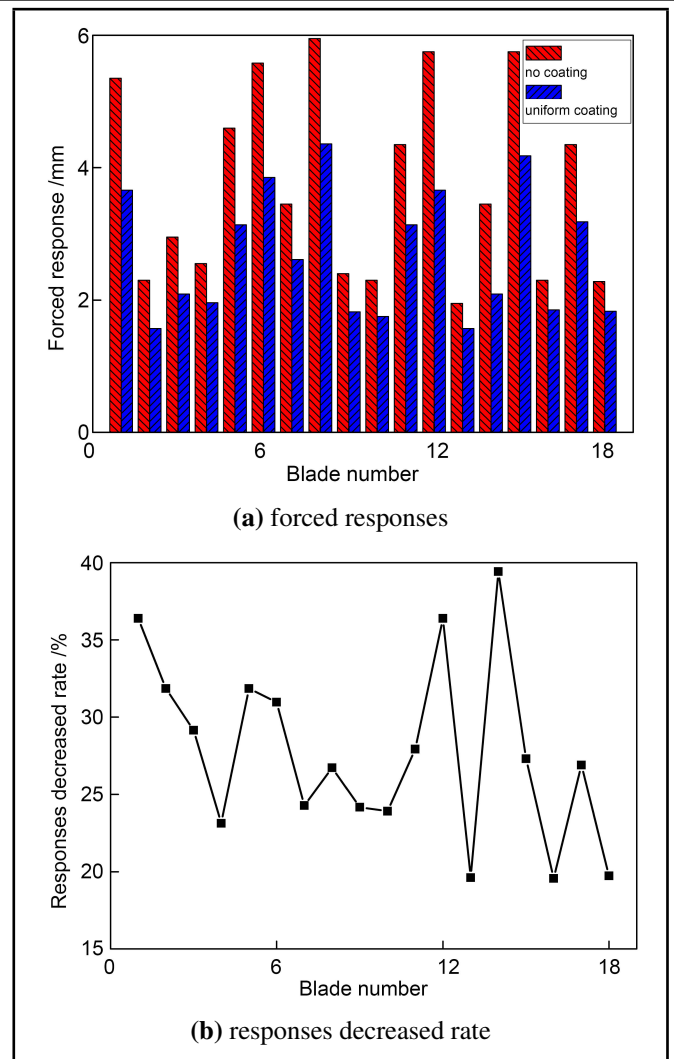 6
no coating
uniform coating
4
Forced response /mm
2
0
0 6 12 18
Blade number
(a) forced responses
40
35
30
25
20
15
Responses decreased rate /%
0 6 12 18
Blade number
(b) responses decreased rate